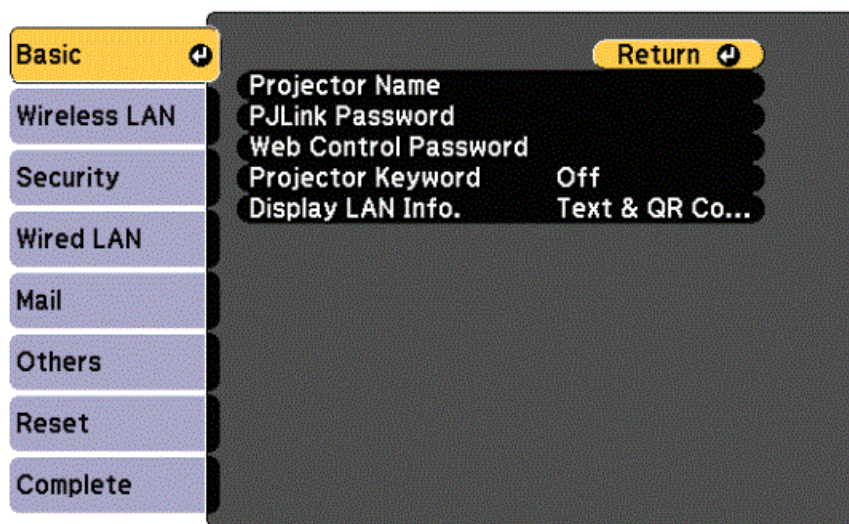 Basic
Wireless LAN
Security
Wired LAN
Mail
Others
Reset
Complete
Return
Projector Name
PJLink Password
Web Control Password
Projector Keyword Off
Display LAN Info. Text & QR Co...